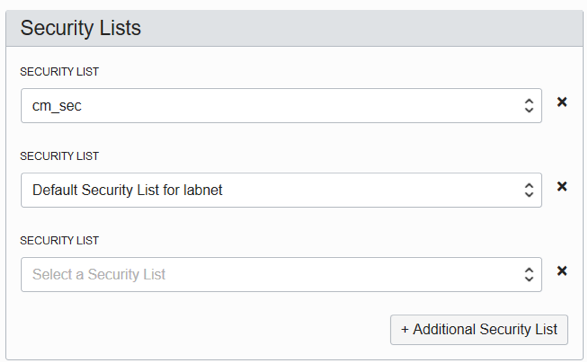 Security Lists
SECURITY LIST
cm_sec
SECURITY LIST
Default Security List for labnet
SECURITY LIST
Select a Security List
+ Additional Security List